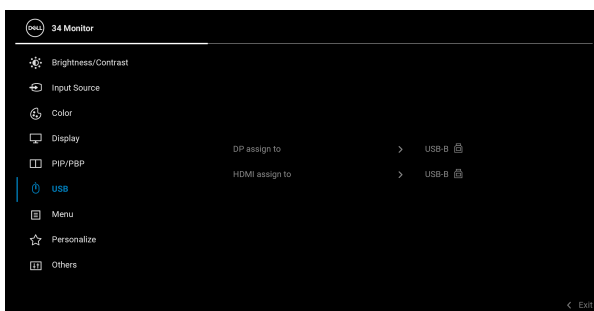 DELL 34 Monitor
Brightness/Contrast
Input Source
Color
Display
DP assign to USB-B
PIP/PBP
HDMI assign to USB-B
USB
Menu
Personalize
Others
Exit